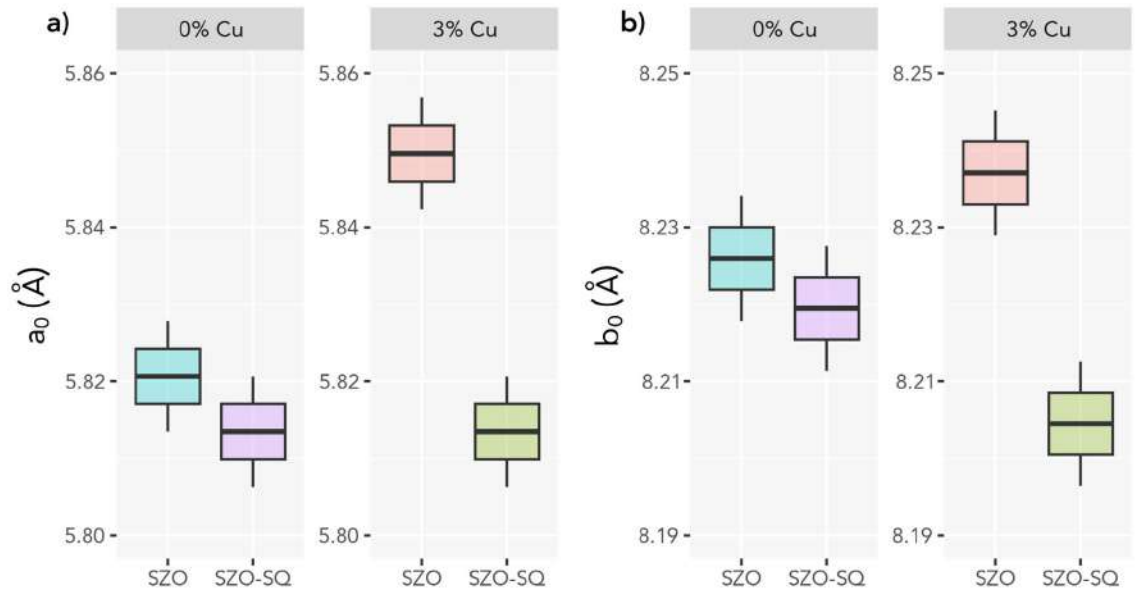 a)
0% Cu
3% Cu
a₀ (Å)
5.86
5.84
5.82
5.80
5.86
5.84
5.82
5.80
SZO SZO-SQ
SZO SZO-SQ
b)
0% Cu
3% Cu
b₀ (Å)
8.25
8.23
8.21
8.19
8.25
8.23
8.21
8.19
SZO SZO-SQ
SZO SZO-SQ